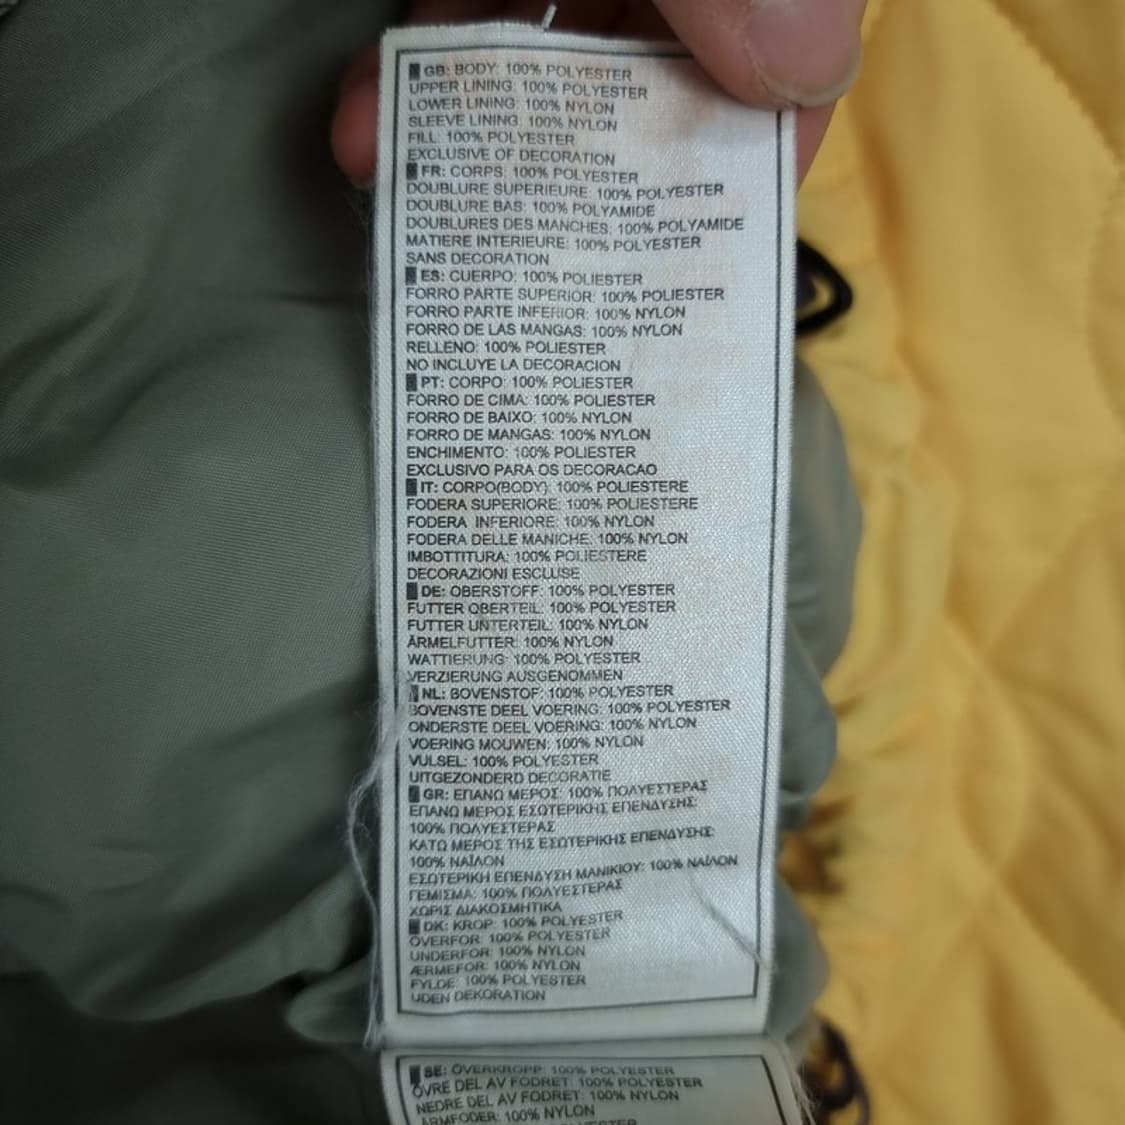 GB: BODY: 100% POLYESTER
UPPER LINING: 100% POLYESTER
LOWER LINING: 100% NYLON
SLEEVE LINING: 100% NYLON
FILL: 100% POLYESTER
EXCLUSIVE OF DECORATION
FR: CORPS: 100% POLYESTER
DOUBLURE SUPERIEURE: 100% POLYESTER
DOUBLURE BAS: 100% POLYAMIDE
DOUBLURES DES MANCHES: 100% POLYAMIDE
MATIERE INTERIEURE: 100% POLYESTER
SANS DECORATION
ES: CUERPO: 100% POLIESTER
FORRO PARTE SUPERIOR: 100% POLIESTER
FORRO PARTE INFERIOR: 100% NYLON
FORRO DE LAS MANGAS: 100% NYLON
RELLENO: 100% POLIESTER
NO INCLUYE LA DECORACION
PT: CORPO: 100% POLIESTER
FORRO DE CIMA: 100% POLIESTER
FORRO DE BAIXO: 100% NYLON
FORRO DE MANGAS: 100% NYLON
ENCHIMENTO: 100% POLIESTER
EXCLUSIVO PARA OS DECORACAO
IT: CORPO(BODY): 100% POLIESTERE
FODERA SUPERIORE: 100% POLIESTERE
FODERA INFERIORE: 100% NYLON
FODERA DELLE MANICHE: 100% NYLON
IMBOTTITURA: 100% POLIESTERE
DECORAZIONI ESCLUSE
DE: OBERSTOFF: 100% POLYESTER
FUTTER OBERTEIL: 100% POLYESTER
FUTTER UNTERTEIL: 100% NYLON
ÄRMELFUTTER: 100% NYLON
WATTIERUNG: 100% POLYESTER
VERZIERUNG AUSGENOMMEN
NL: BOVENSTOF: 100% POLYESTER
BOVENSTE DEEL VOERING: 100% POLYESTER
ONDERSTE DEEL VOERING: 100% NYLON
VOERING MOUWEN: 100% NYLON
VULSEL: 100% POLYESTER
UITGEZONDERD DECORATIE
GR: ΕΠΑΝΩ ΜΕΡΟΣ: 100% ΠΟΛΥΕΣΤΕΡΑΣ
ΕΠΑΝΩ ΜΕΡΟΣ ΕΣΩΤΕΡΙΚΗΣ ΕΠΕΝΔΥΣΗΣ:
100% ΠΟΛΥΕΣΤΕΡΑΣ
ΚΑΤΩ ΜΕΡΟΣ ΤΗΣ ΕΣΩΤΕΡΙΚΗΣ ΕΠΕΝΔΥΣΗΣ:
100% ΝΑΪΛΟΝ
ΕΣΩΤΕΡΙΚΗ ΕΠΕΝΔΥΣΗ ΜΑΝΙΚΙΟΥ: 100% ΝΑΪΛΟΝ
ΓΕΜΙΣΜΑ: 100% ΠΟΛΥΕΣΤΕΡΑΣ
ΧΩΡΙΣ ΔΙΑΚΟΣΜΗΤΙΚΑ
DK: KROP: 100% POLYESTER
OVERFOR: 100% POLYESTER
UNDERFOR: 100% NYLON
ÆRMEFOR: 100% NYLON
FYLDE: 100% POLYESTER
UDEN DEKORATION
SE: ÖVERKROPP: 100% POLYESTER
ÖVRE DEL AV FODRET: 100% POLYESTER
NEDRE DEL AV FODRET: 100% NYLON
ÄRMFODER: 100% NYLON
100% POLYESTER